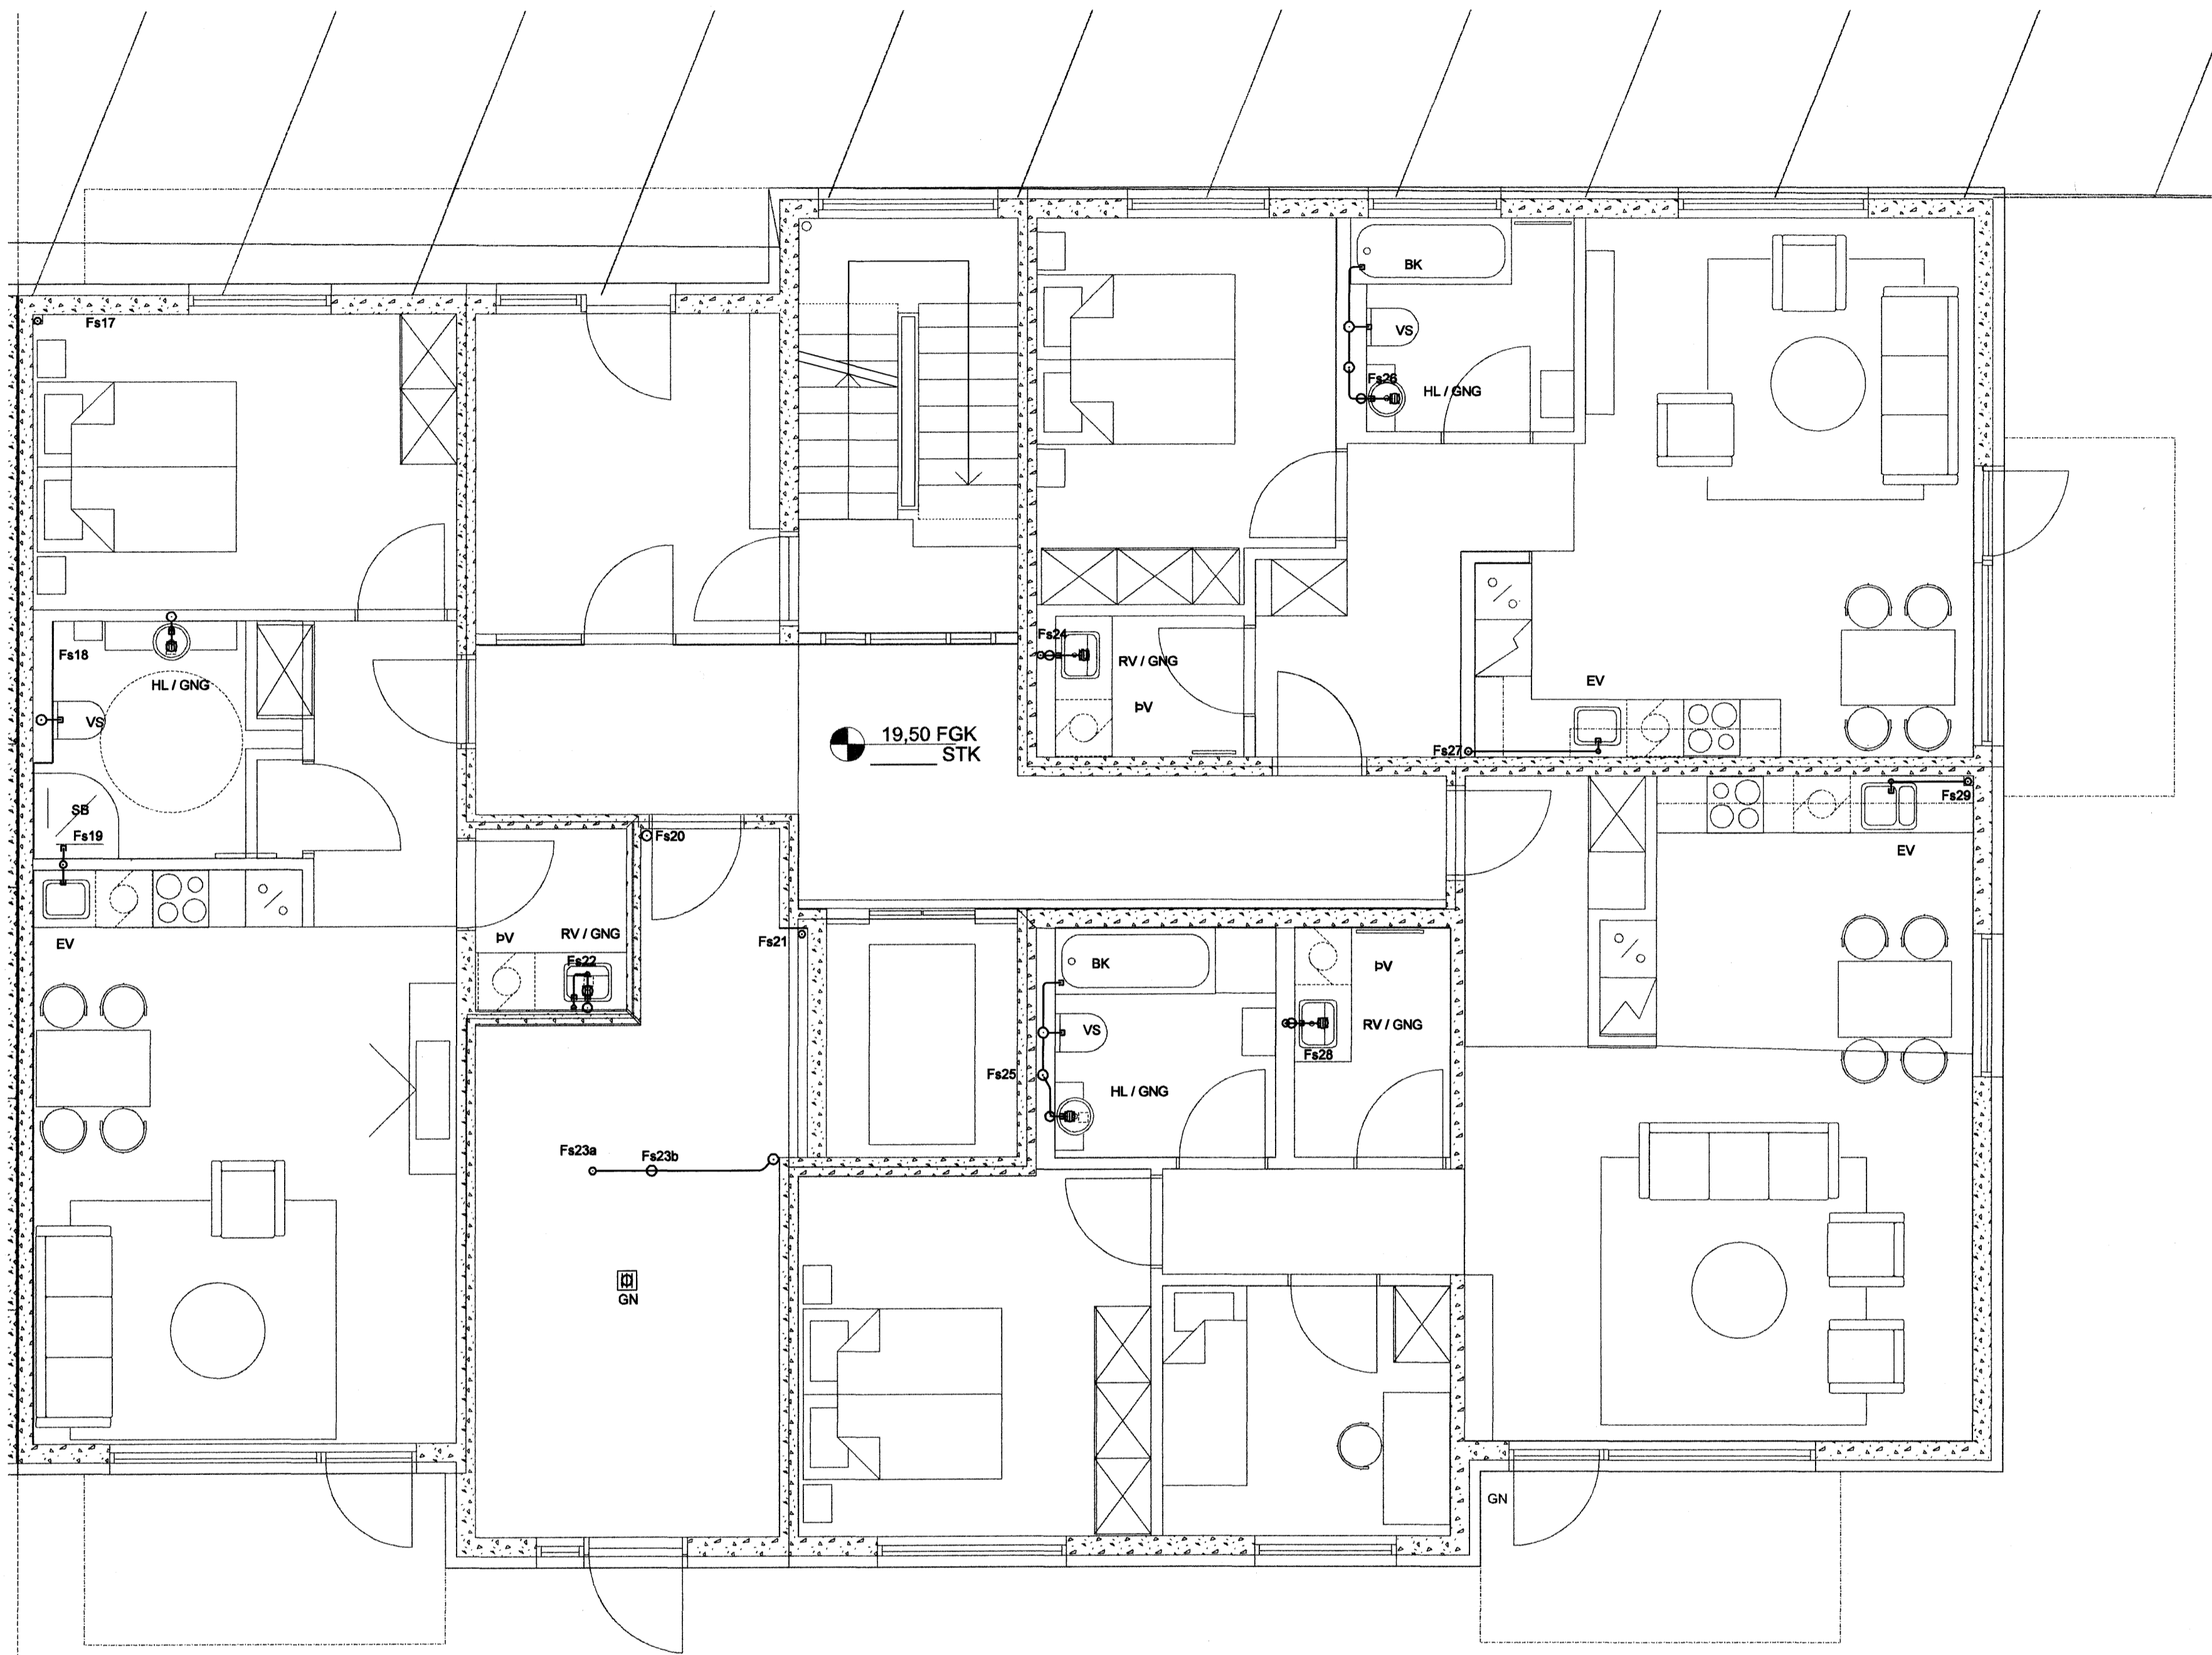 BK
Fs17
VS
Fs26
HL / GNG
Fs24
Fs18
RV / GNG
HL / GNG
EV
ÞV
VS
19,50 FGK
STK
Fs27
Fs29
SB
Fs19
Fs20
EV
EV
ÞV
RV / GNG
Fs21
Fs22
BK
ÞV
VS
RV / GNG
Fs28
Fs25
HL / GNG
Fs23a
Fs23b
GN
GN